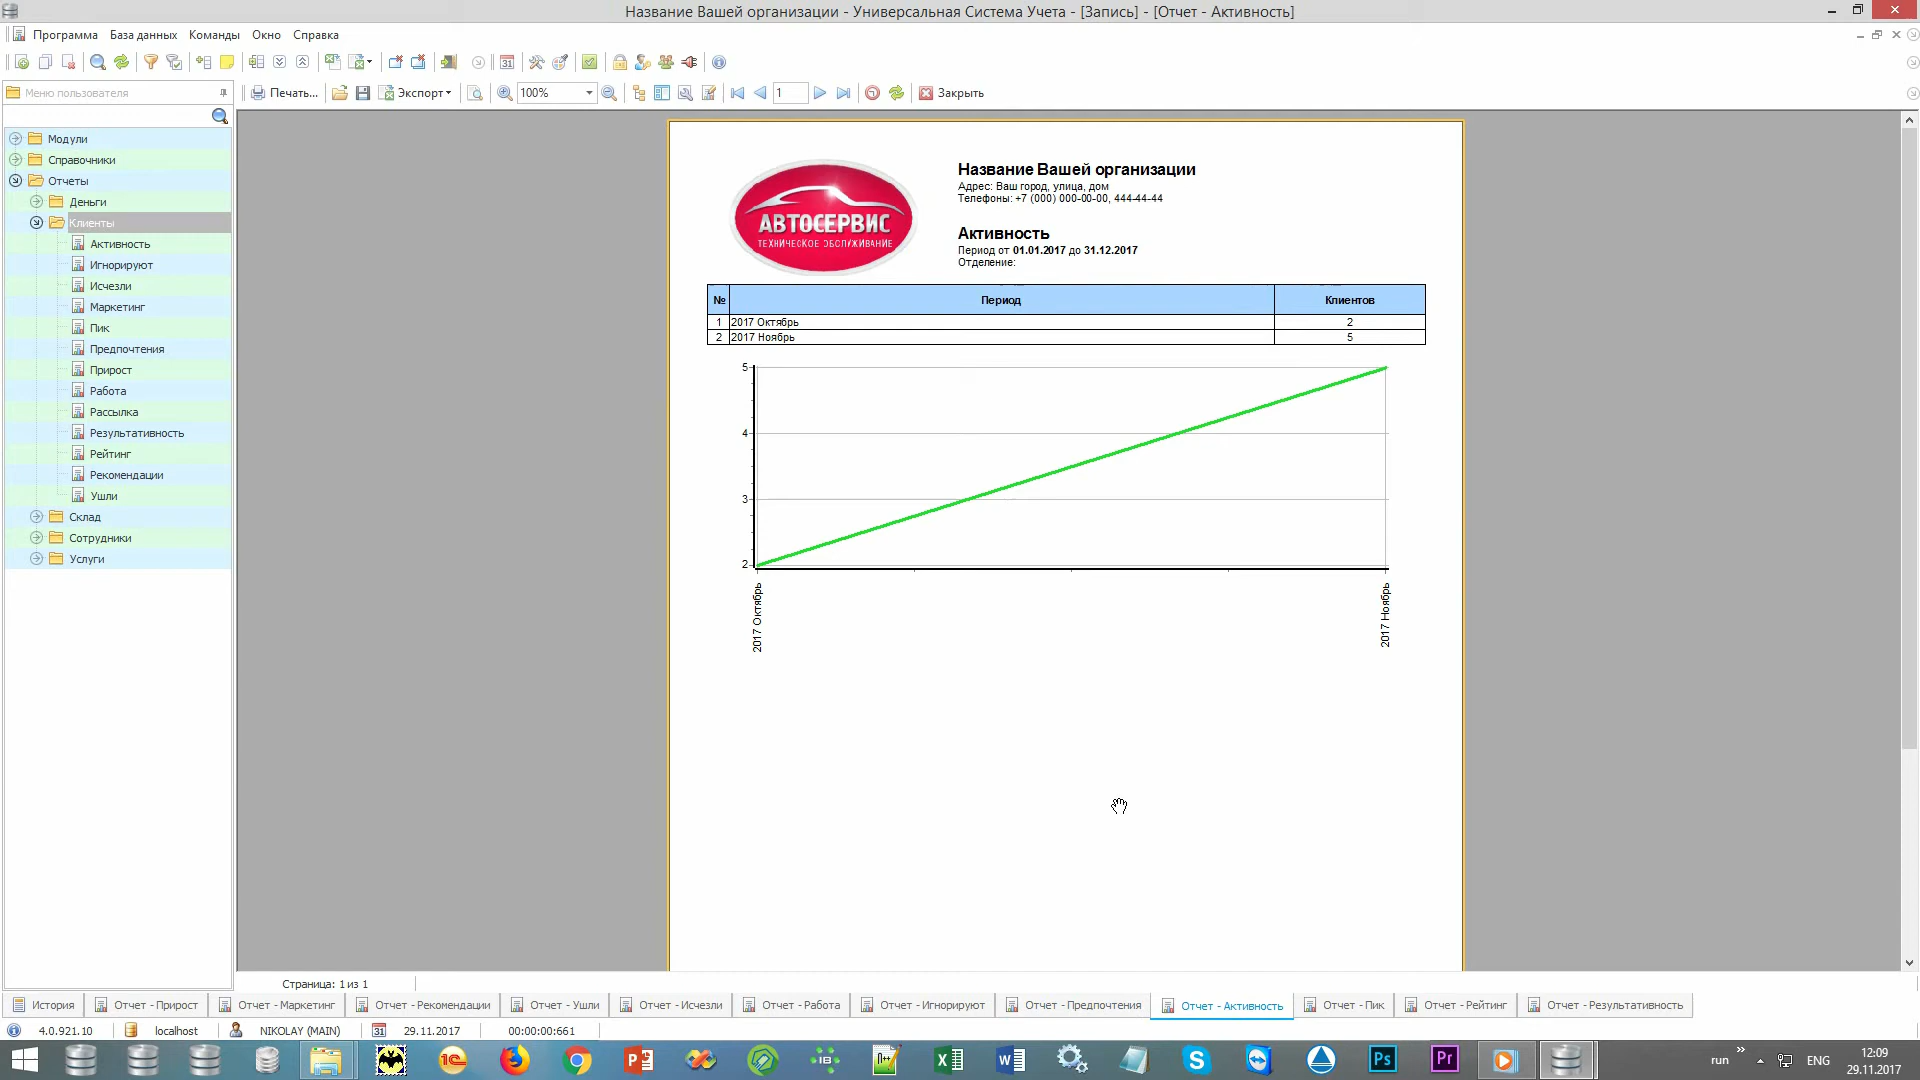 Название Вашей организации - Универсальная Система Учета - [Запись] - [Отчет - Активность]
Программа База данных Команды Окно Справка
Печать... Экспорт 100% 1 Закрыть
Меню пользователя
Модули
Справочники
Отчеты
Деньги
Клиенты
Активность
Игнорируют
Исчезли
Маркетинг
Пик
Предпочтения
Прирост
Работа
Рассылка
Результативность
Рейтинг
Рекомендации
Ушли
Склад
Сотрудники
Услуги
АВТОСЕРВИС
ТЕХНИЧЕСКОЕ ОБСЛУЖИВАНИЕ
Название Вашей организации
Адрес: Ваш город, улица, дом
Телефоны: +7 (000) 000-00-00, 444-44-44
Активность
Период от 01.01.2017 до 31.12.2017
Отделение:
№ Период Клиентов
1 2017 Октябрь 2
2 2017 Ноябрь 5
5
4
3
2
2017 Октябрь
2017 Ноябрь
Страница: 1 из 1
История Отчет - Прирост Отчет - Маркетинг Отчет - Рекомендации Отчет - Ушли Отчет - Исчезли Отчет - Работа Отчет - Игнорируют Отчет - Предпочтения Отчет - Активность Отчет - Пик Отчет - Рейтинг Отчет - Результативность
4.0.921.10 localhost NIKOLAY (MAIN) 31 29.11.2017 00:00:00:661
run ENG 12:09
29.11.2017